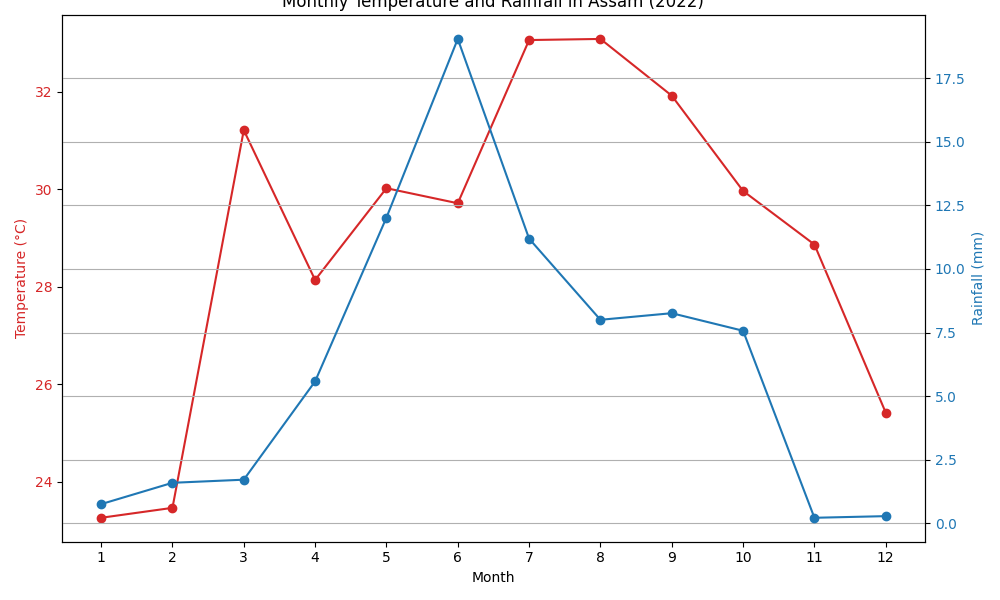 Monthly Temperature and Rainfall in Assam (2022)
Temperature (°C)
32
30
28
26
24
17.5
15.0
12.5
10.0
7.5
5.0
2.5
0.0
Rainfall (mm)
1 2 3 4 5 6 7 8 9 10 11 12
Month